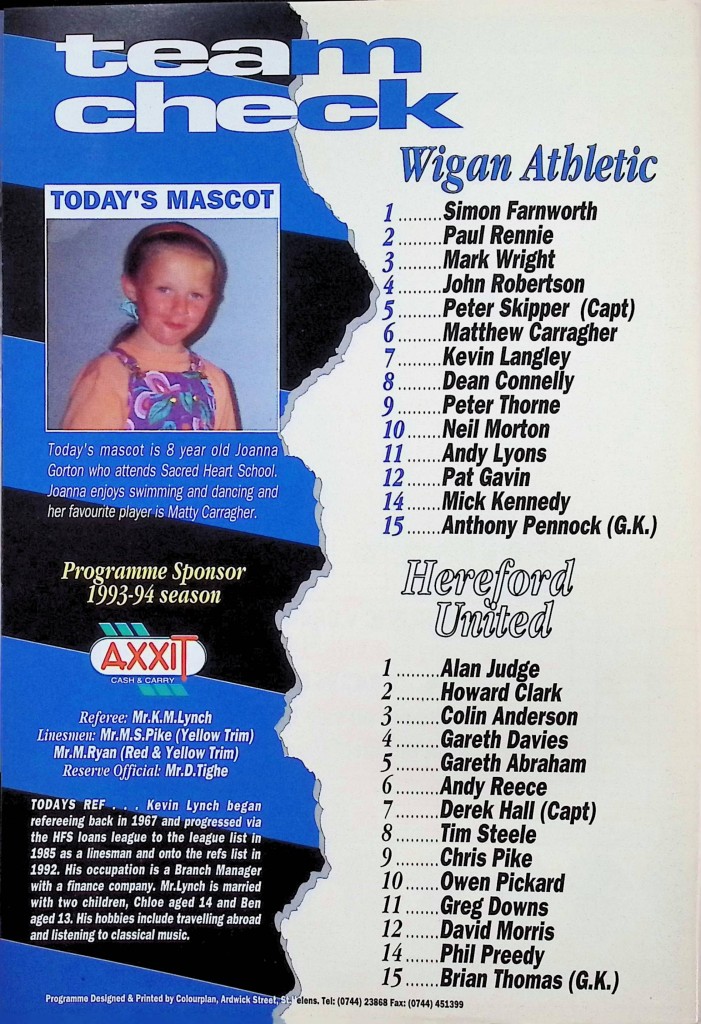 team
check
TODAY'S MASCOT
Today's mascot is 8 year old Joanna
Gorton who attends Sacred Heart School.
Joanna enjoys swimming and dancing and
her favourite player is Matty Carragher.
Programme Sponsor
1993-94 season
AXXIT
CASH & CARRY
Referee: Mr.K.M.Lynch
Linesmen: Mr.M.S.Pike (Yellow Trim)
Mr.M.Ryan (Red & Yellow Trim)
Reserve Official: Mr.D.Tighe
TODAYS REF . . . Kevin Lynch began
refereeing back in 1967 and progressed via
the HFS loans league to the league list in
1985 as a linesman and onto the refs list in
1992. His occupation is a Branch Manager
with a finance company. Mr.Lynch is married
with two children, Chloe aged 14 and Ben
aged 13. His hobbies include travelling abroad
and listening to classical music.
Wigan Athletic
1.........Simon Farnworth
2.........Paul Rennie
3.........Mark Wright
4.........John Robertson
5.........Peter Skipper (Capt)
6.........Matthew Carragher
7.........Kevin Langley
8.........Dean Connelly
9.........Peter Thorne
10.......Neil Morton
11.......Andy Lyons
12.......Pat Gavin
14.......Mick Kennedy
15.......Anthony Pennock (G.K.)
Hereford
United
1.........Alan Judge
2.........Howard Clark
3.........Colin Anderson
4.........Gareth Davies
5.........Gareth Abraham
6.........Andy Reece
7.........Derek Hall (Capt)
8.........Tim Steele
9.........Chris Pike
10.......Owen Pickard
11.......Greg Downs
12.......David Morris
14.......Phil Preedy
15.......Brian Thomas (G.K.)
Programme Designed & Printed by Colourplan, Ardwick Street, St.Helens. Tel: (0744) 23868 Fax: (0744) 451399